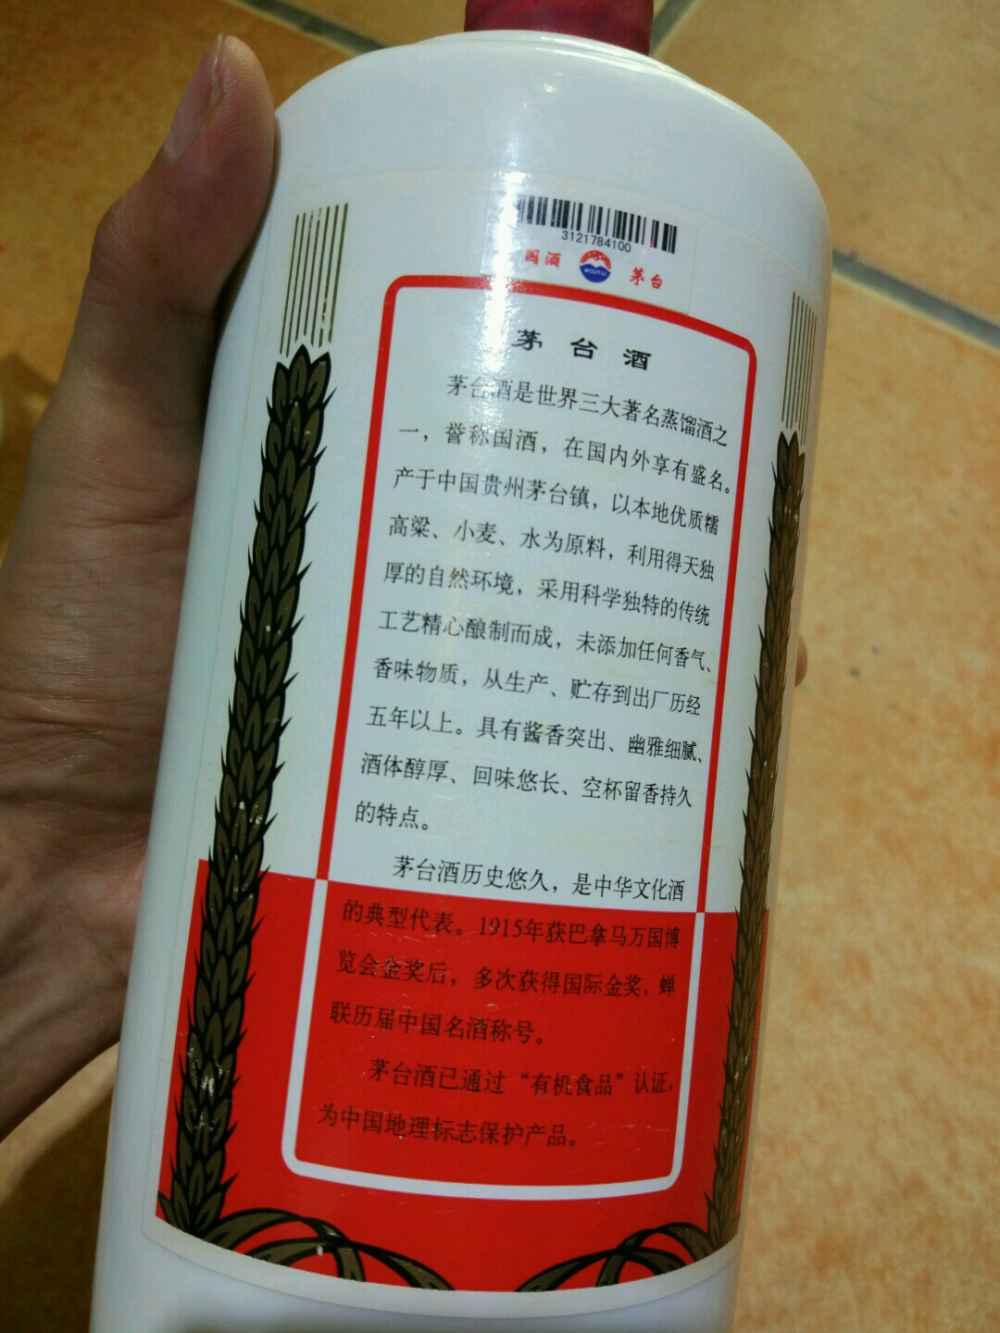 3121784100
国酒 茅台
茅台酒
茅台酒是世界三大著名蒸馏酒之
一，誉称国酒，在国内外享有盛名。
产于中国贵州茅台镇，以本地优质糯
高粱、小麦、水为原料，利用得天独
厚的自然环境，采用科学独特的传统
工艺精心酿制而成，未添加任何香气、
香味物质，从生产、贮存到出厂历经
五年以上。具有酱香突出、幽雅细腻、
酒体醇厚、回味悠长、空杯留香持久
的特点。
茅台酒历史悠久，是中华文化酒
的典型代表。1915年获巴拿马万国博
览会金奖后，多次获得国际金奖，蝉
联历届中国名酒称号。
茅台酒已通过“有机食品”认证，
为中国地理标志保护产品。